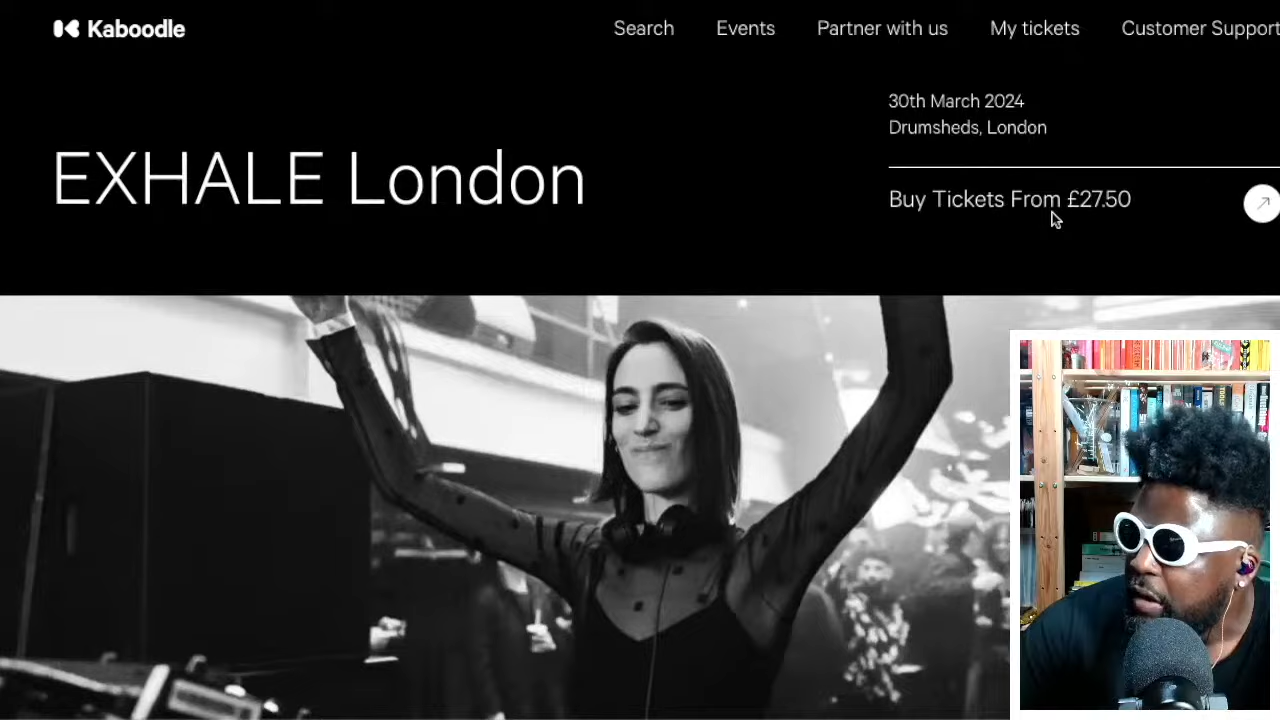 Kaboodle
Search Events Partner with us My tickets Customer Support
30th March 2024
Drumsheds, London
EXHALE London
Buy Tickets From £27.50